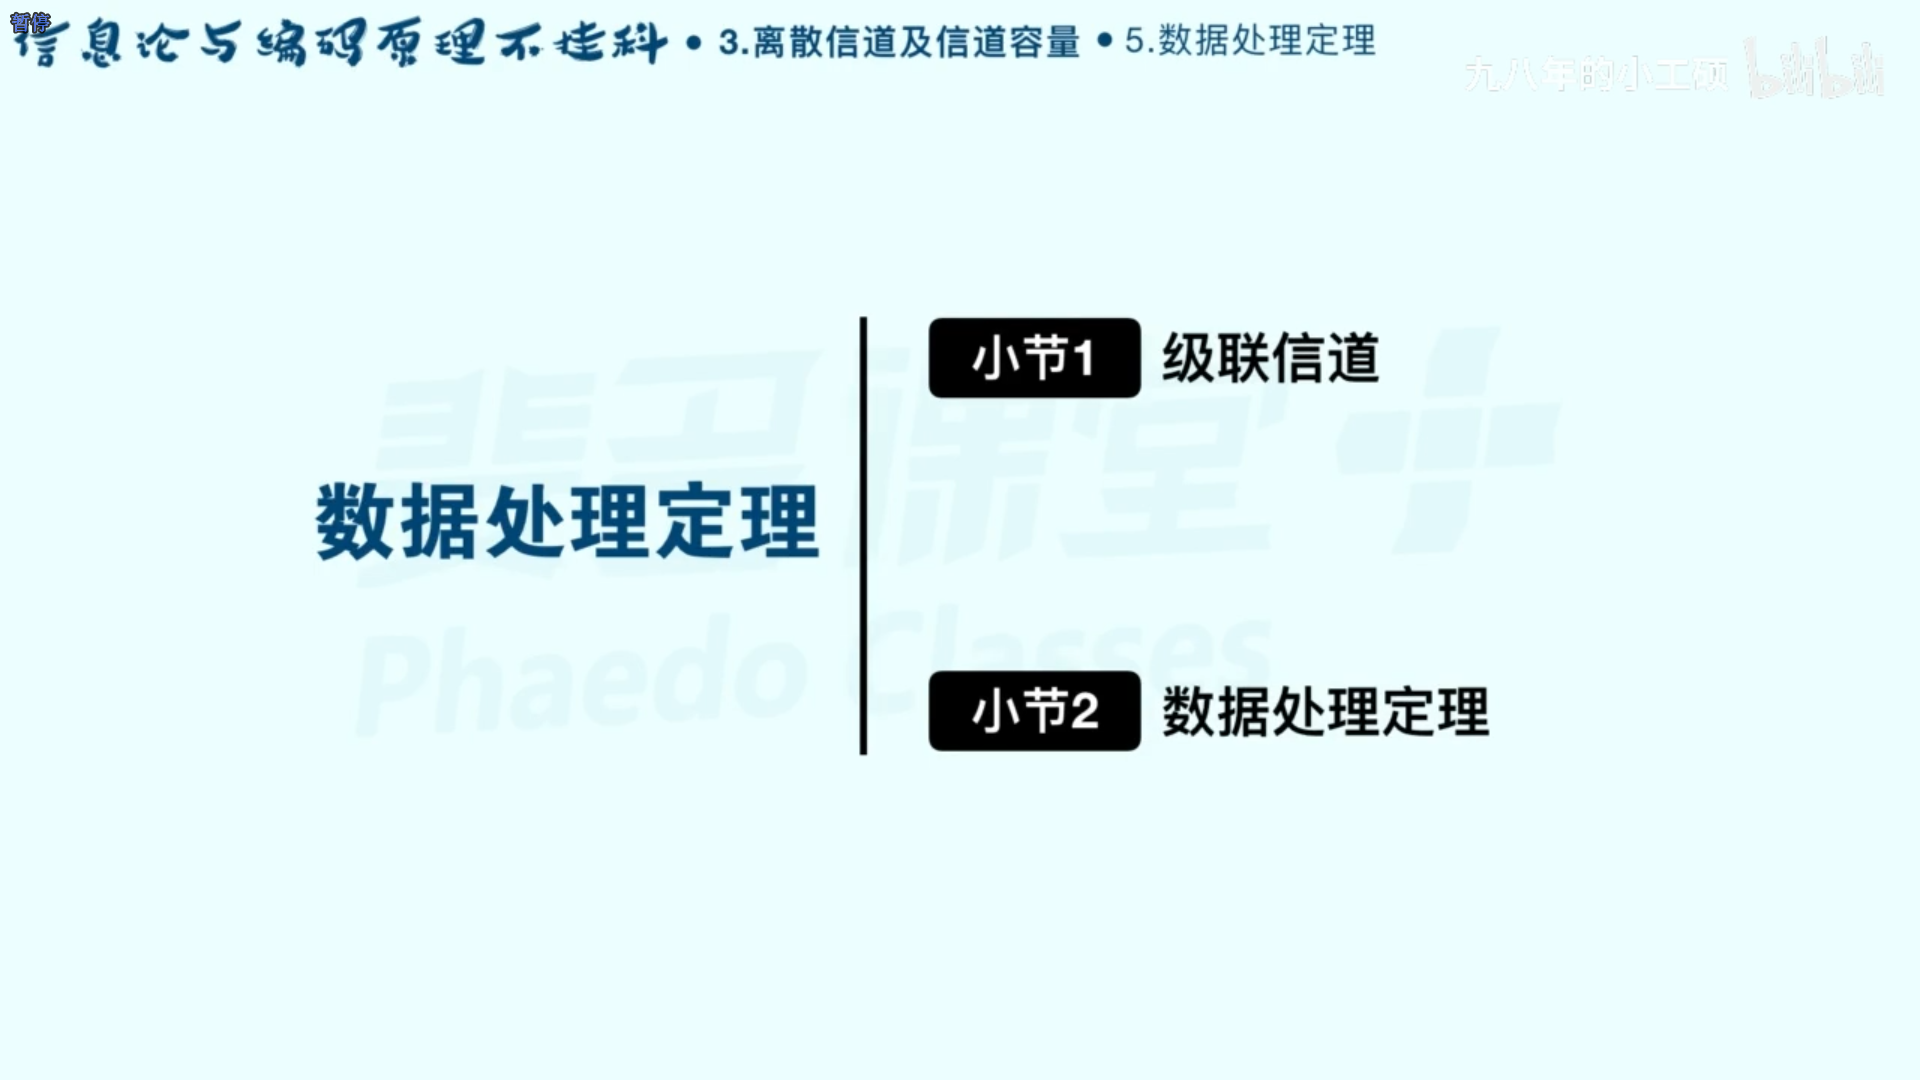 暂停
信息论与编码原理不挂科 • 3.离散信道及信道容量 • 5.数据处理定理
九八年的小工硕 bilibili
小节1 级联信道
数据处理定理
小节2 数据处理定理
斐多课堂
Phaedo Classes